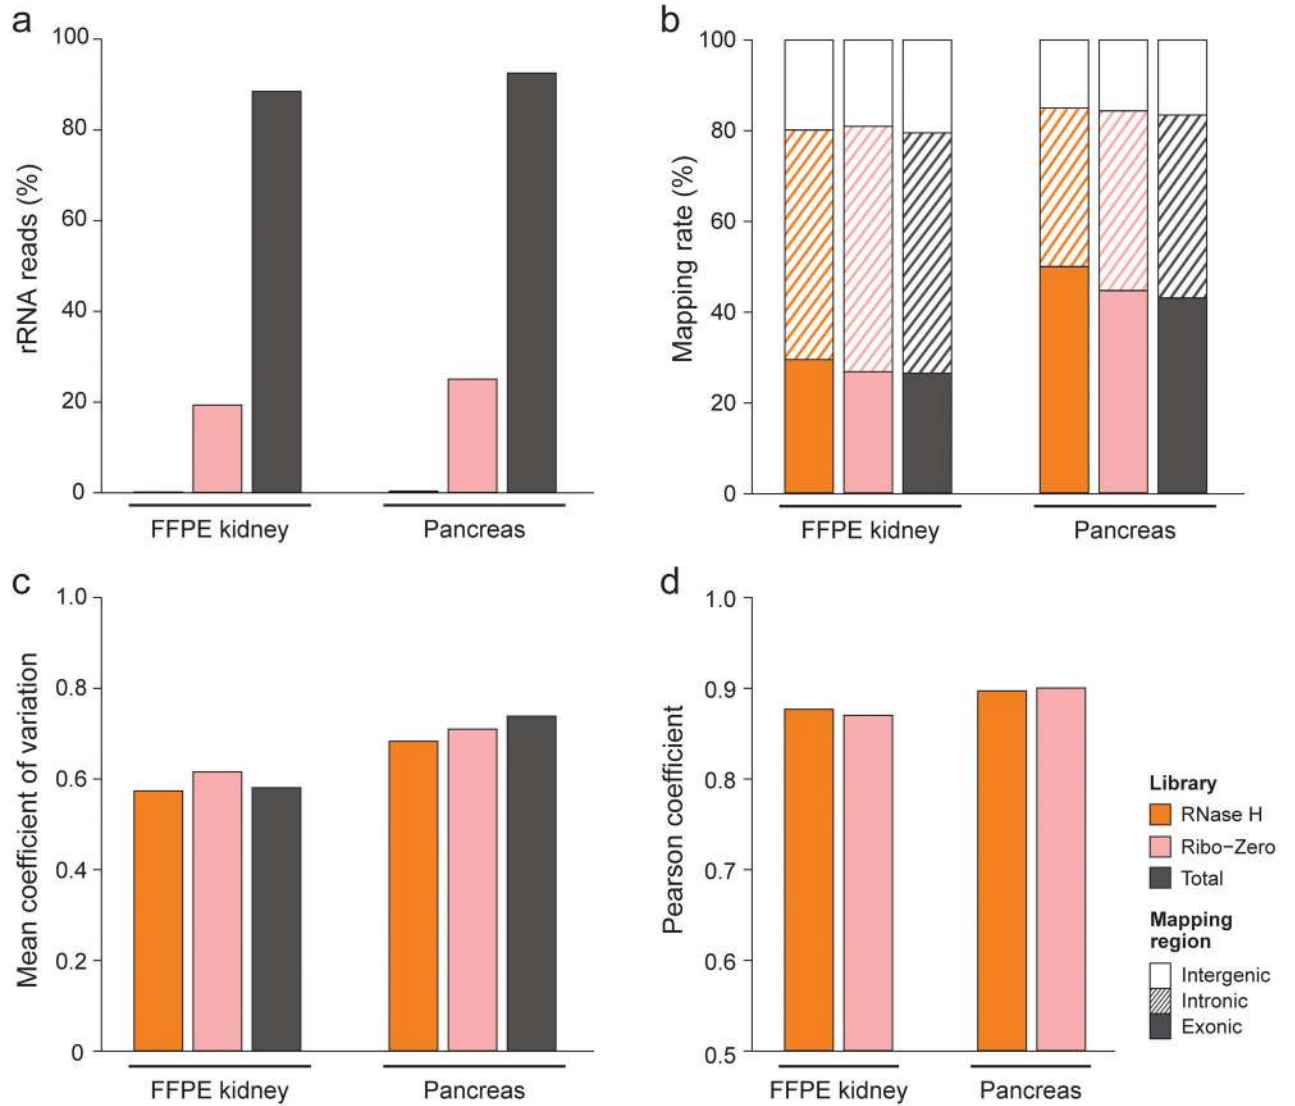 a
rRNA reads (%)
100
80
60
40
20
0
FFPE kidney
Pancreas
b
Mapping rate (%)
100
80
60
40
20
0
FFPE kidney
Pancreas
c
Mean coefficient of variation
1.0
0.8
0.6
0.4
0.2
0
FFPE kidney
Pancreas
d
Pearson coefficient
1.0
0.9
0.8
0.7
0.6
0.5
FFPE kidney
Pancreas
Library
RNase H
Ribo−Zero
Total
Mapping
region
Intergenic
Intronic
Exonic